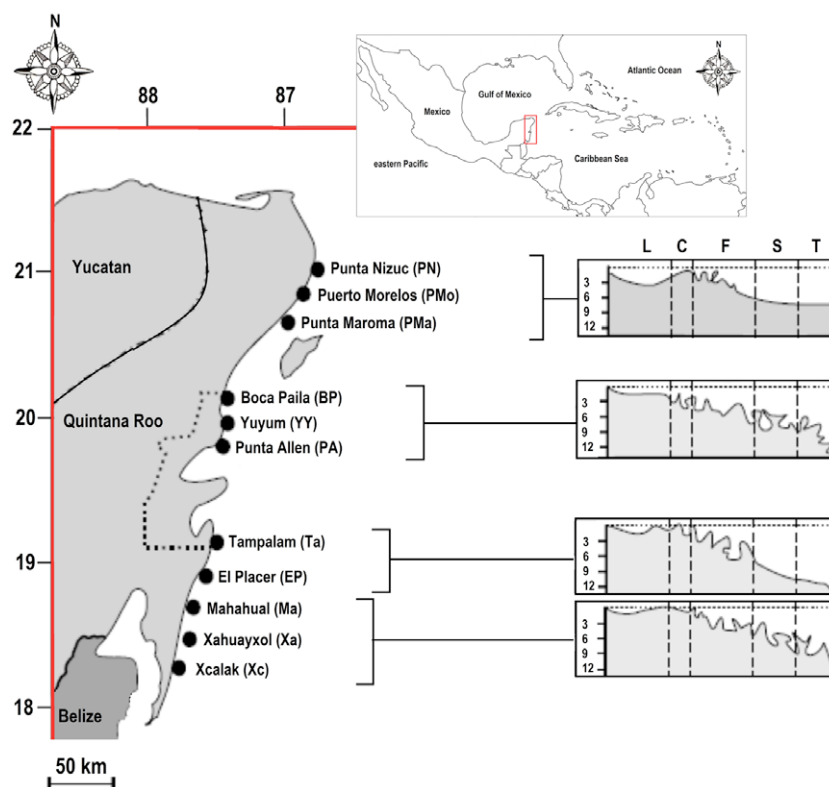 N
88
87
22
21
20
19
18
Atlantic Ocean
Gulf of Mexico
Mexico
Caribbean Sea
eastern Pacific
Yucatan
Quintana Roo
Belize
Punta Nizuc (PN)
Puerto Morelos (PMo)
Punta Maroma (PMa)
Boca Paila (BP)
Yuyum (YY)
Punta Allen (PA)
Tampalam (Ta)
El Placer (EP)
Mahahual (Ma)
Xahuayxol (Xa)
Xcalak (Xc)
50 km
L C F S T
3
6
9
12
3
6
9
12
3
6
9
12
3
6
9
12